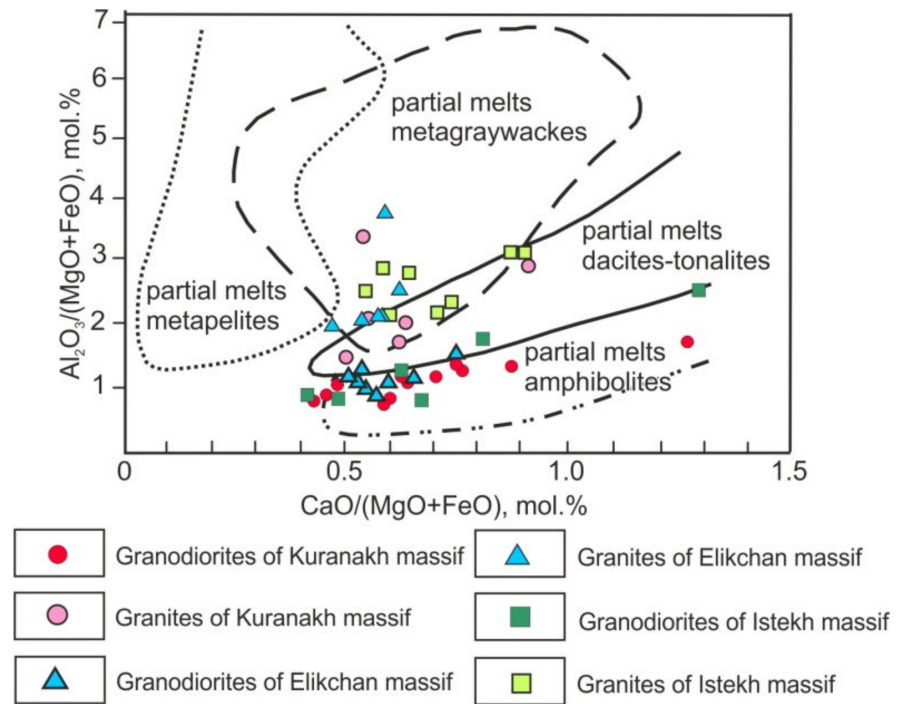 7
6
5
4
3
2
1
Al₂O₃/(MgO+FeO), mol.%
partial melts
metagraywackes
partial melts
dacites-tonalites
partial melts
metapelites
partial melts
amphibolites
0
0.5
1.0
1.5
CaO/(MgO+FeO), mol.%
Granodiorites of Kuranakh massif
Granites of Elikchan massif
Granites of Kuranakh massif
Granodiorites of Istekh massif
Granodiorites of Elikchan massif
Granites of Istekh massif